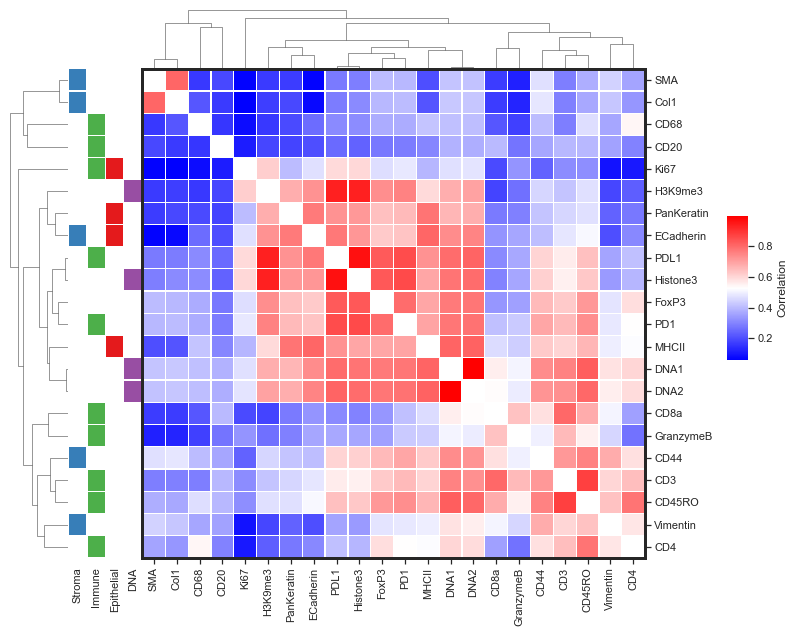 SMA
Col1
CD68
CD20
Ki67
H3K9me3
PanKeratin
ECadherin
PDL1
Histone3
FoxP3
PD1
MHCII
DNA1
DNA2
CD8a
GranzymeB
CD44
CD3
CD45RO
Vimentin
CD4
0.8
0.6
0.4
0.2
Correlation
Stroma
Immune
Epithelial
DNA
SMA
Col1
CD68
CD20
Ki67
H3K9me3
PanKeratin
ECadherin
PDL1
Histone3
FoxP3
PD1
MHCII
DNA1
DNA2
CD8a
GranzymeB
CD44
CD3
CD45RO
Vimentin
CD4